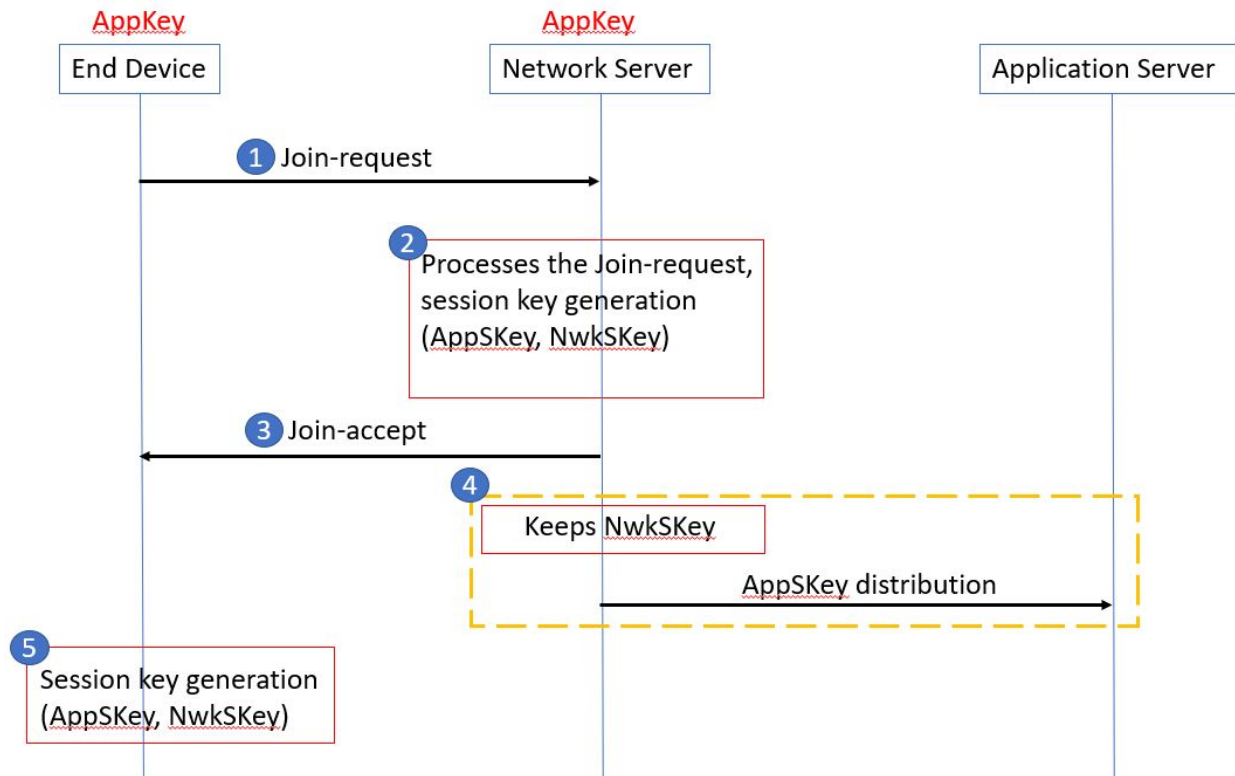 AppKey
AppKey
End Device
Network Server
Application Server
1 Join-request
2
Processes the Join-request,
session key generation
(AppSKey, NwkSKey)
3 Join-accept
4
Keeps NwkSKey
AppSKey distribution
5
Session key generation
(AppSKey, NwkSKey)